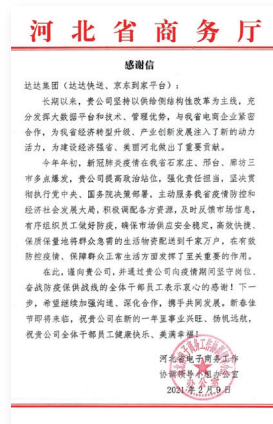 河北省商务厅
感谢信
达达集团（达达快送、京东到家平台）：
长期以来，贵公司坚持以供给侧结构性改革为主线，充
分发挥大数据平台和技术、管理优势，与我省电商企业紧密
合作，为我省经济转型升级、产业创新发展注入了新的动力
活力，为建设经济强省、美丽河北做出了重要贡献。
今年年初，新冠肺炎疫情在我省石家庄、邢台、廊坊三
市多点爆发，贵公司提高政治站位，强化责任担当，坚决贯
彻执行党中央、国务院决策部署，主动服务我省疫情防控和
经济社会发展大局，积极调配各方资源，及时反馈市场信息，
有序组织员工做好防疫，确保市场供应安全稳定，高效快捷、
保质保量地将群众急需的生活物资配送到千家万户，在有效
防控疫情、保障群众正常生活方面发挥了至关重要的作用。
在此，谨向贵公司，并通过贵公司向疫情期间坚守岗位、
奋战防疫保供战线的全体干部员工表示衷心的感谢！下一
步，希望继续加强沟通、深化合作，携手共同发展，新春佳
节即将来临，祝贵公司在新的一年里事业兴旺、扬帆远航，
祝贵公司全体干部员工健康快乐、美满幸福！
河北省电子商务工作
协调领导小组办公室
2021年2月9日